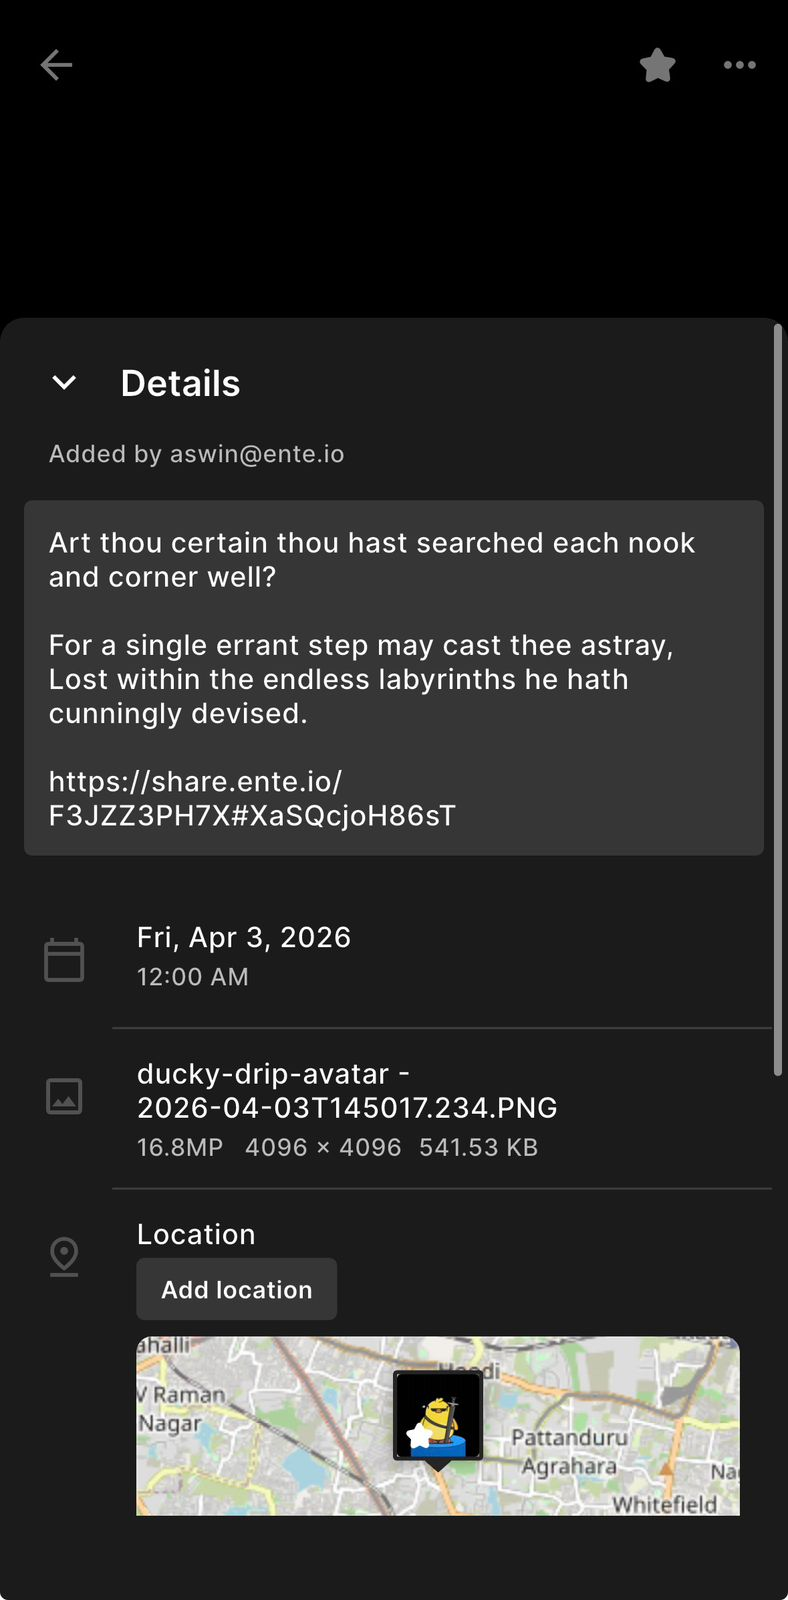 Details
Added by aswin@ente.io
Art thou certain thou hast searched each nook
and corner well?
For a single errant step may cast thee astray,
Lost within the endless labyrinths he hath
cunningly devised.
https://share.ente.io/
F3JZZ3PH7X#XaSQcjoH86sT
Fri, Apr 3, 2026
12:00 AM
ducky-drip-avatar -
2026-04-03T145017.234.PNG
16.8MP 4096 × 4096 541.53 KB
Location
Add location
ahalli
V Raman
Nagar
Pattanduru
Agrahara
Na
Whitefield